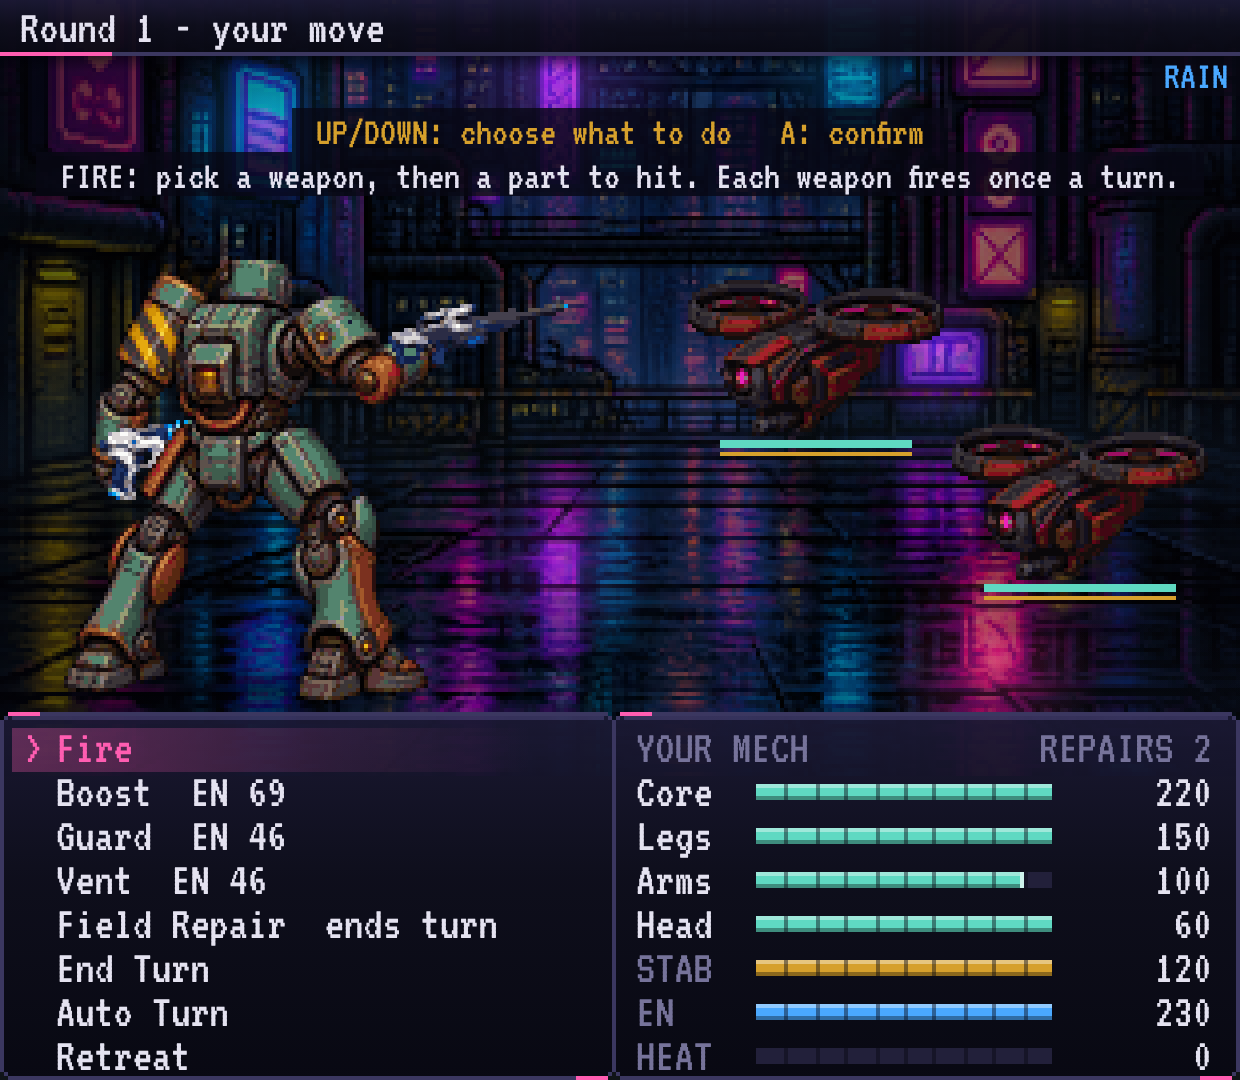 Round 1 - your move
RAIN
UP/DOWN: choose what to do   A: confirm
FIRE: pick a weapon, then a part to hit. Each weapon fires once a turn.
❯ Fire
Boost  EN 69
Guard  EN 46
Vent  EN 46
Field Repair  ends turn
End Turn
Auto Turn
Retreat
YOUR MECH  REPAIRS 2
Core  220
Legs  150
Arms  100
Head  60
STAB  120
EN  230
HEAT  0